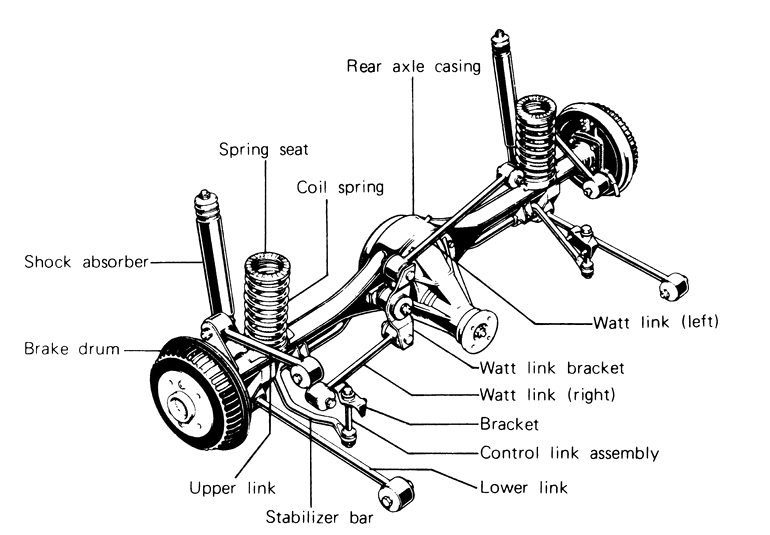 Rear axle casing
Spring seat
Coil spring
Shock absorber
Watt link (left)
Brake drum
Watt link bracket
Watt link (right)
Bracket
Control link assembly
Upper link
Lower link
Stabilizer bar